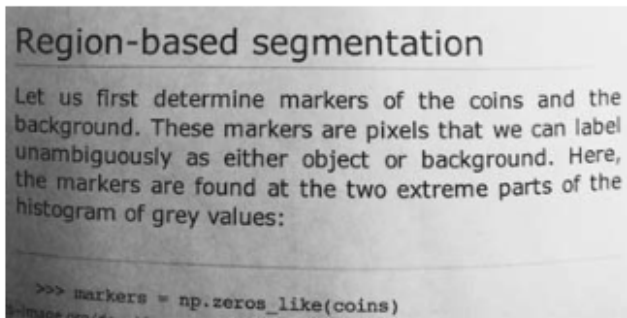 Region-based segmentation
Let us first determine markers of the coins and the
background. These markers are pixels that we can label
unambiguously as either object or background. Here,
the markers are found at the two extreme parts of the
histogram of grey values:
>>> markers = np.zeros_like(coins)